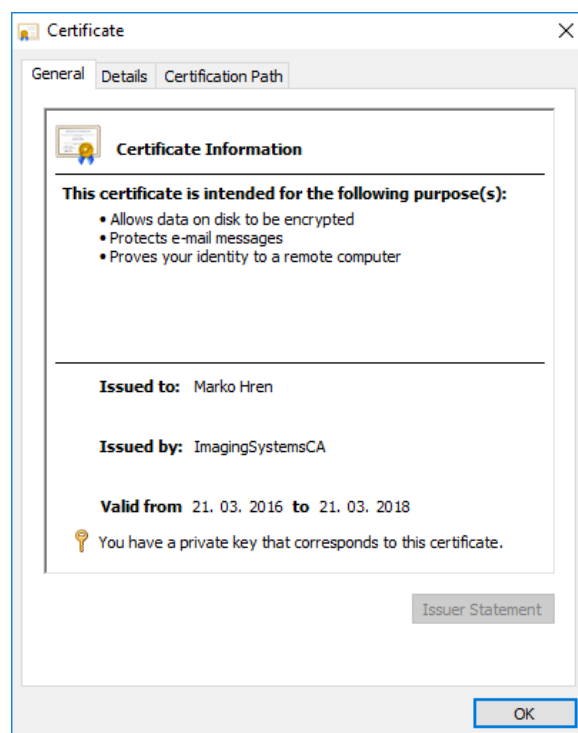 Certificate
General Details Certification Path
Certificate Information
This certificate is intended for the following purpose(s):
• Allows data on disk to be encrypted
• Protects e-mail messages
• Proves your identity to a remote computer
Issued to: Marko Hren
Issued by: ImagingSystemsCA
Valid from 21. 03. 2016 to 21. 03. 2018
You have a private key that corresponds to this certificate.
Issuer Statement
OK